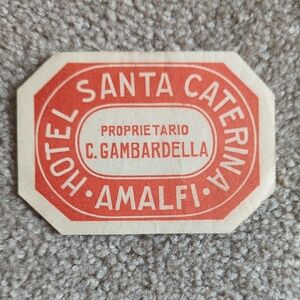 HOTEL SANTA CATERINA
PROPRIETARIO
C. GAMBARDELLA
· AMALFI ·